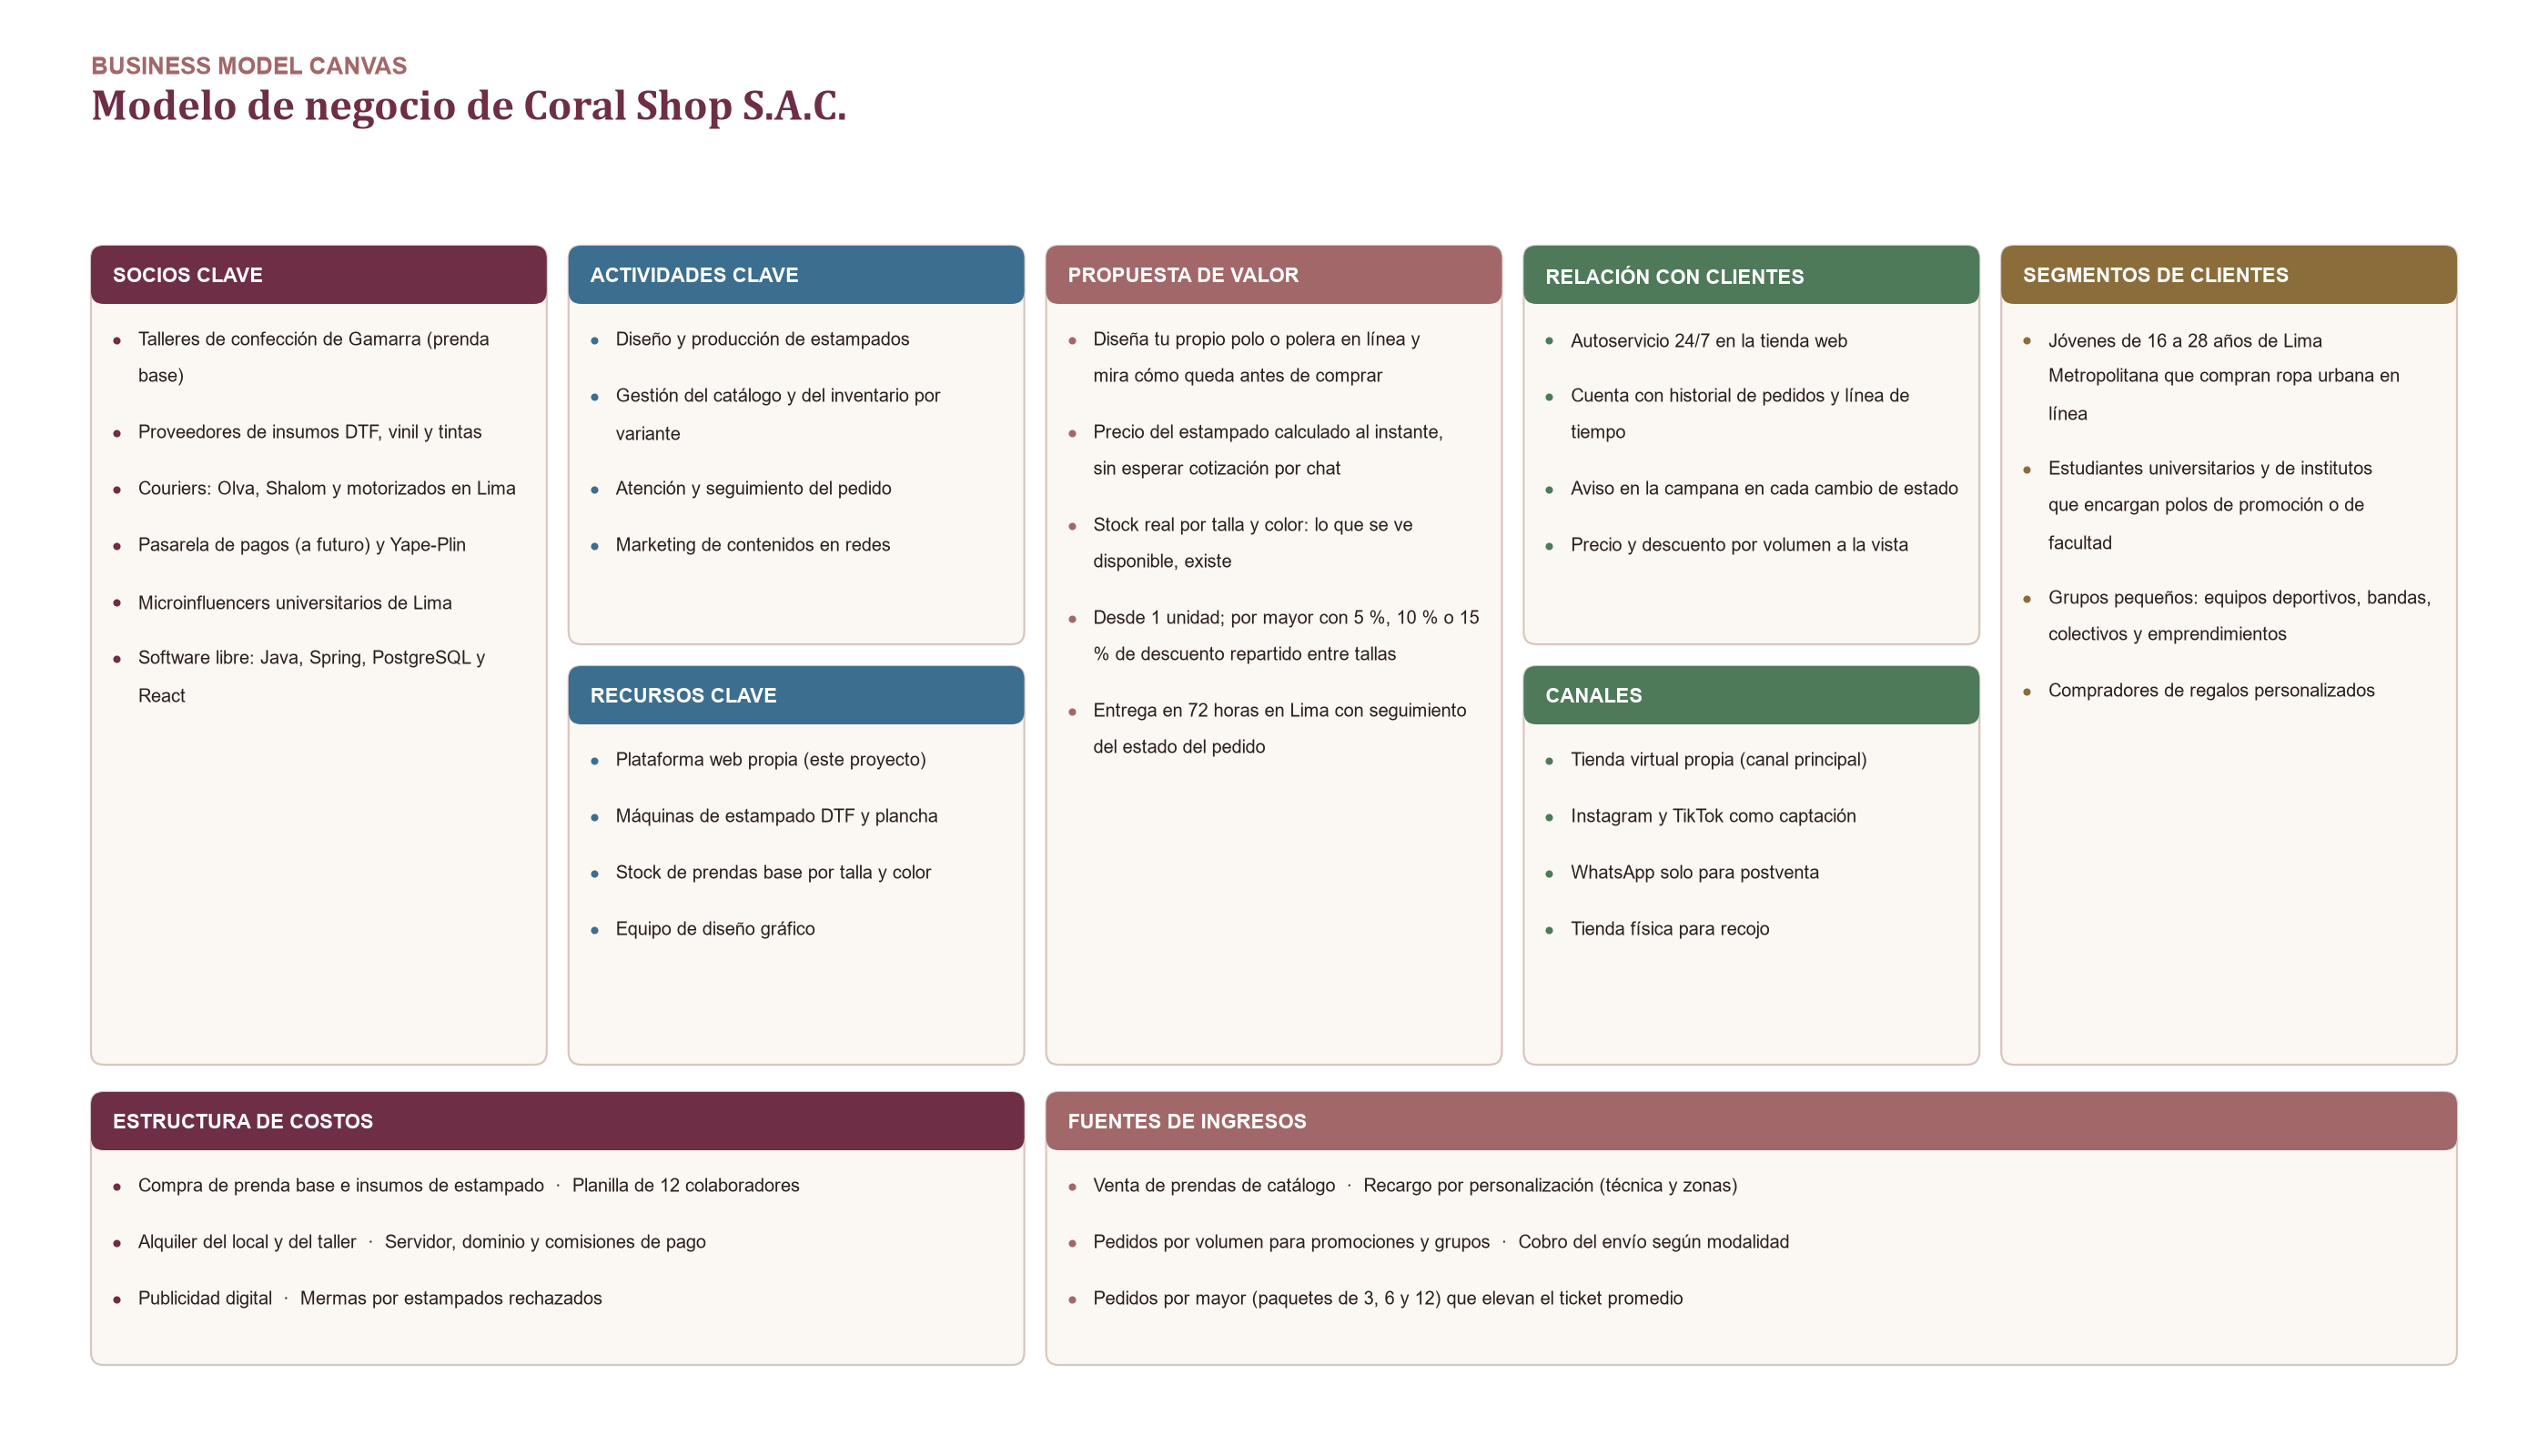 BUSINESS MODEL CANVAS
Modelo de negocio de Coral Shop S.A.C.
SOCIOS CLAVE
• Talleres de confección de Gamarra (prenda
base)
• Proveedores de insumos DTF, vinil y tintas
• Couriers: Olva, Shalom y motorizados en Lima
• Pasarela de pagos (a futuro) y Yape-Plin
• Microinfluencers universitarios de Lima
• Software libre: Java, Spring, PostgreSQL y
React
ACTIVIDADES CLAVE
• Diseño y producción de estampados
• Gestión del catálogo y del inventario por
variante
• Atención y seguimiento del pedido
• Marketing de contenidos en redes
RECURSOS CLAVE
• Plataforma web propia (este proyecto)
• Máquinas de estampado DTF y plancha
• Stock de prendas base por talla y color
• Equipo de diseño gráfico
PROPUESTA DE VALOR
• Diseña tu propio polo o polera en línea y
mira cómo queda antes de comprar
• Precio del estampado calculado al instante,
sin esperar cotización por chat
• Stock real por talla y color: lo que se ve
disponible, existe
• Desde 1 unidad; por mayor con 5 %, 10 % o 15
% de descuento repartido entre tallas
• Entrega en 72 horas en Lima con seguimiento
del estado del pedido
RELACIÓN CON CLIENTES
• Autoservicio 24/7 en la tienda web
• Cuenta con historial de pedidos y línea de
tiempo
• Aviso en la campana en cada cambio de estado
• Precio y descuento por volumen a la vista
CANALES
• Tienda virtual propia (canal principal)
• Instagram y TikTok como captación
• WhatsApp solo para postventa
• Tienda física para recojo
SEGMENTOS DE CLIENTES
• Jóvenes de 16 a 28 años de Lima
Metropolitana que compran ropa urbana en
línea
• Estudiantes universitarios y de institutos
que encargan polos de promoción o de
facultad
• Grupos pequeños: equipos deportivos, bandas,
colectivos y emprendimientos
• Compradores de regalos personalizados
ESTRUCTURA DE COSTOS
• Compra de prenda base e insumos de estampado · Planilla de 12 colaboradores
• Alquiler del local y del taller · Servidor, dominio y comisiones de pago
• Publicidad digital · Mermas por estampados rechazados
FUENTES DE INGRESOS
• Venta de prendas de catálogo · Recargo por personalización (técnica y zonas)
• Pedidos por volumen para promociones y grupos · Cobro del envío según modalidad
• Pedidos por mayor (paquetes de 3, 6 y 12) que elevan el ticket promedio